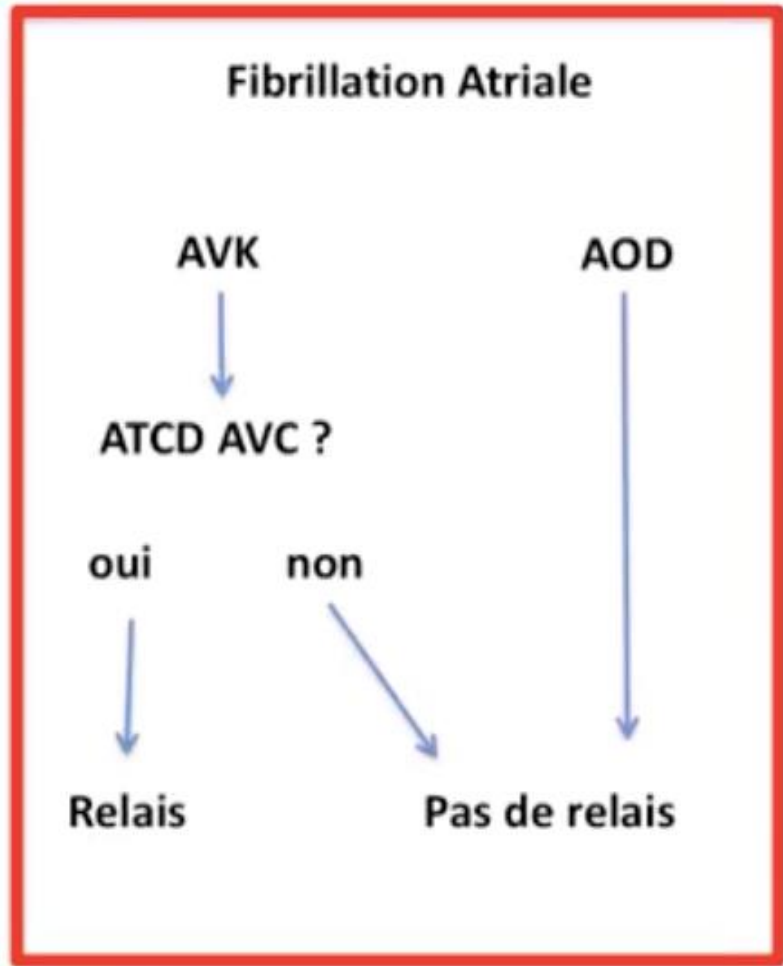 Fibrillation Atriale
AVK AOD
ATCD AVC ?
oui non
Relais Pas de relais